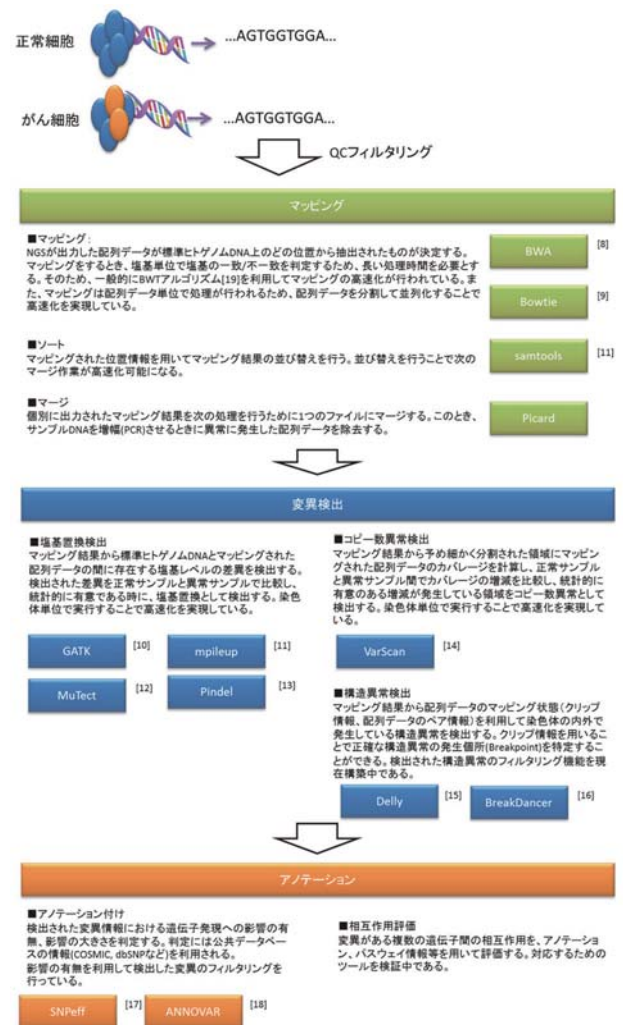 正常細胞
...AGTGGTGGA...
がん細胞
...AGTGGTGGA...
QCフィルタリング
マッピング
■マッピング：
NGSが出力した配列データが標準ヒトゲノムDNA上のどの位置から抽出されたものが決定する。
マッピングをするとき、塩基単位で塩基の一致/不一致を判定するため、長い処理時間を必要とす
る。そのため、一般的にBWTアルゴリズム[19]を利用してマッピングの高速化が行われている。ま
た、マッピングは配列データ単位で処理が行われるため、配列データを分割して並列化することで
高速化を実現している。
BWA
[8]
Bowtie
[9]
■ソート
マッピングされた位置情報を用いてマッピング結果の並び替えを行う。並び替えを行うことで次の
マージ作業が高速化可能になる。
samtools
[11]
■マージ
個別に出力されたマッピング結果を次の処理を行うために1つのファイルにマージする。このとき、
サンプルDNAを増幅(PCR)させるときに異常に発生した配列データを除去する。
Picard
変異検出
■塩基置換検出
マッピング結果から標準ヒトゲノムDNAとマッピングされた
配列データの間に存在する塩基レベルの差異を検出する。
検出された差異を正常サンプルと異常サンプルで比較し、
統計的に有意である時に、塩基置換として検出する。染色
体単位で実行することで高速化を実現している。
GATK
[10]
mpileup
[11]
MuTect
[12]
Pindel
[13]
■コピー数異常検出
マッピング結果から予め細かく分割された領域にマッピン
グされた配列データのカバレージを計算し、正常サンプル
と異常サンプル間でカバレージの増減を比較し、統計的に
有意のある増減が発生している領域をコピー数異常として
検出する。染色体単位で実行することで高速化を実現して
いる。
VarScan
[14]
■構造異常検出
マッピング結果から配列データのマッピング状態(クリップ
情報、配列データのペア情報)を利用して染色体の内外で
発生している構造異常を検出する。クリップ情報を用いるこ
とで正確な構造異常の発生個所(Breakpoint)を特定するこ
とができる。検出された構造異常のフィルタリング機能を現
在構築中である。
Delly
[15]
BreakDancer
[16]
アノテーション
■アノテーション付け
検出された変異情報における遺伝子発現への影響の有
無、影響の大きさを判定する。判定には公共データベー
スの情報(COSMIC, dbSNPなど)を利用される。
影響の有無を利用して検出した変異のフィルタリングを
行っている。
SNPeff
[17]
ANNOVAR
[18]
■相互作用評価
変異がある複数の遺伝子間の相互作用を、アノテーショ
ン、パスウェイ情報等を用いて評価する。対応するための
ツールを検証中である。